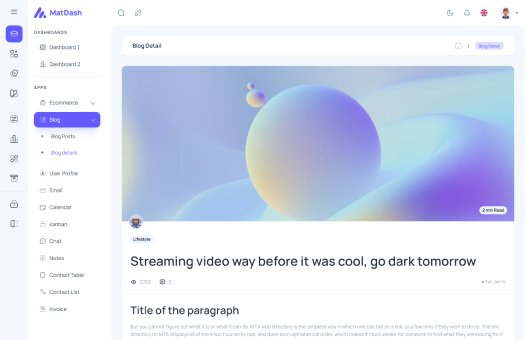 MatDash
DASHBOARDS
Dashboard 1
Dashboard 2
APPS
Ecommerce
Blog
Blog Posts
Blog details
User Profile
Email
Calendar
kanban
Chat
Notes
Contact Table
Contact List
Invoice
Blog Detail
/
Blog Detail
2 min Read
Lifestyle
Streaming video way before it was cool, go dark tomorrow
2252
3
Title of the paragraph
But you cannot figure out what it is or what it can do. MTA web directory is the simplest way in which one can bid on a link, or a few links if they wish to do so. The link
directory on MTA displays all of the links it currently has, and does so in alphabetical order, which makes it much easier for someone to find what they are looking for if